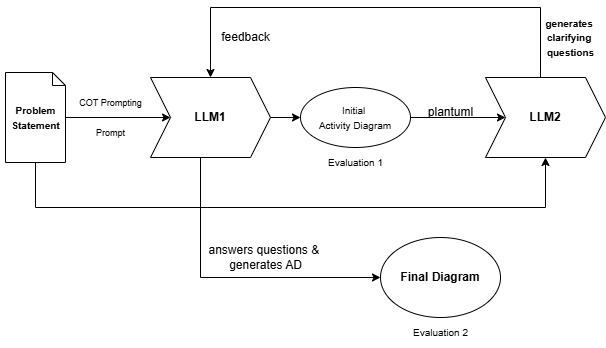 generates
clarifying
questions
feedback
COT Prompting
Problem
Statement
Prompt
LLM1
Initial
Activity Diagram
plantuml
LLM2
Evaluation 1
answers questions &
generates AD
Final Diagram
Evaluation 2